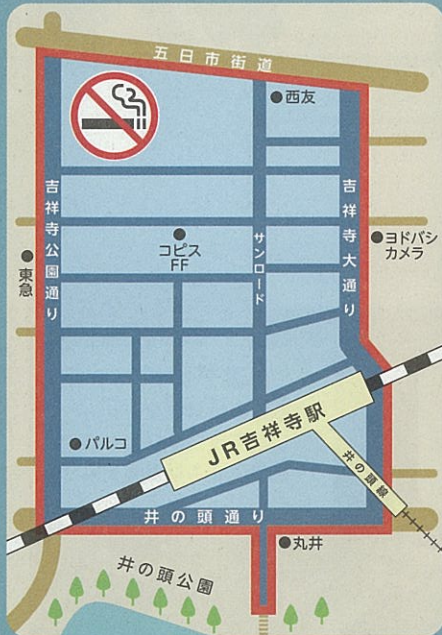 五日市街道
西友
吉祥寺公園通り
コピス
FF
サンロード
吉祥寺大通り
ヨドバシ
カメラ
東急
パルコ
JR吉祥寺駅
井の頭線
井の頭通り
丸井
井の頭公園